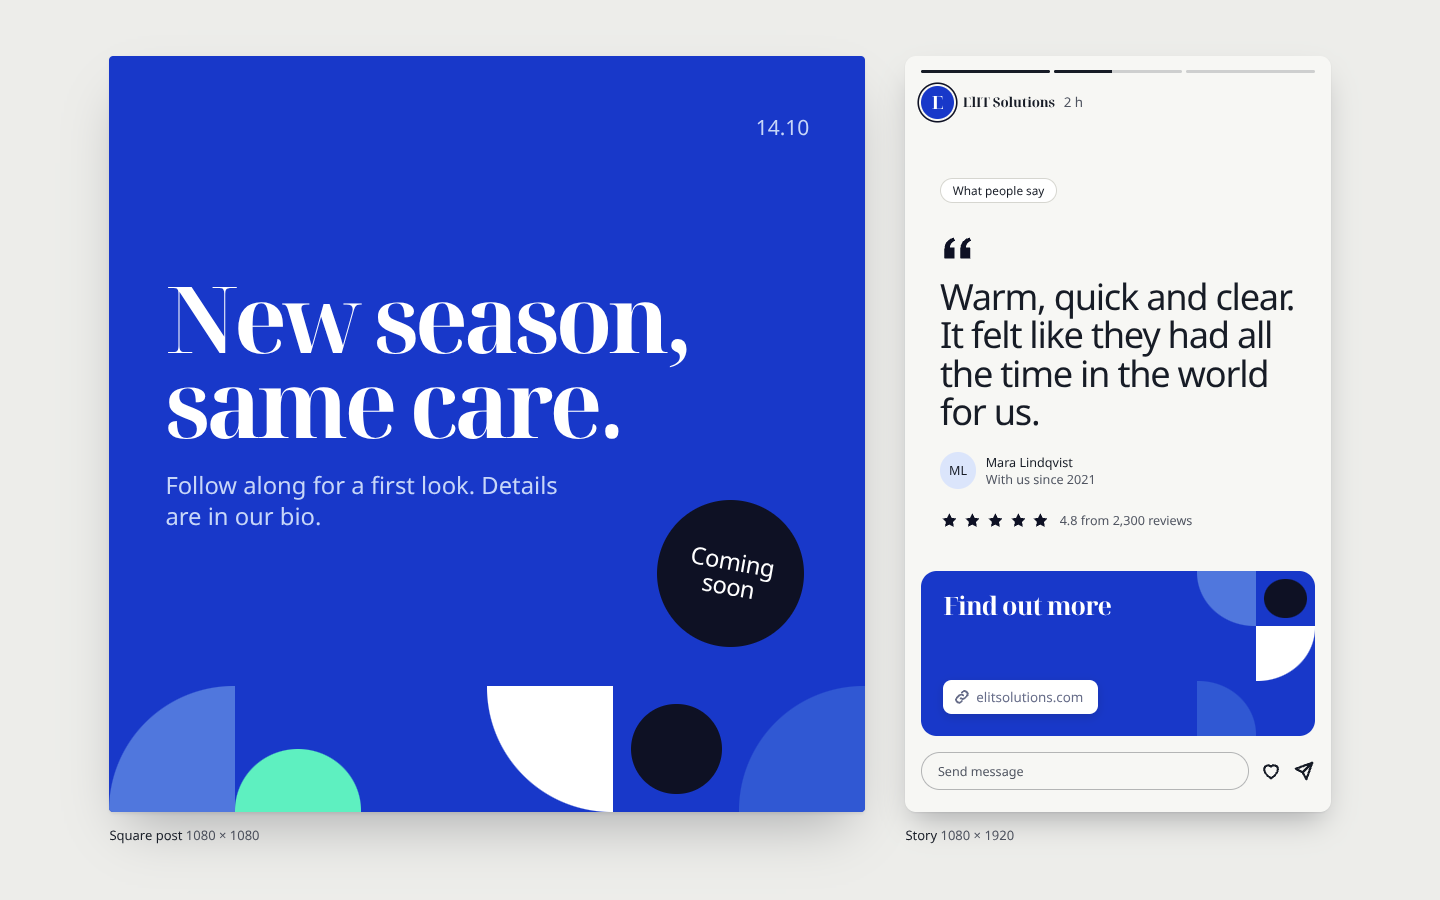 14.10
New season,
same care.
Follow along for a first look. Details
are in our bio.
Coming
soon
Square post 1080 × 1080
E
ElIT Solutions 2 h
What people say
“
Warm, quick and clear.
It felt like they had all
the time in the world
for us.
ML
Mara Lindqvist
With us since 2021
4.8 from 2,300 reviews
Find out more
elitsolutions.com
Send message
Story 1080 × 1920